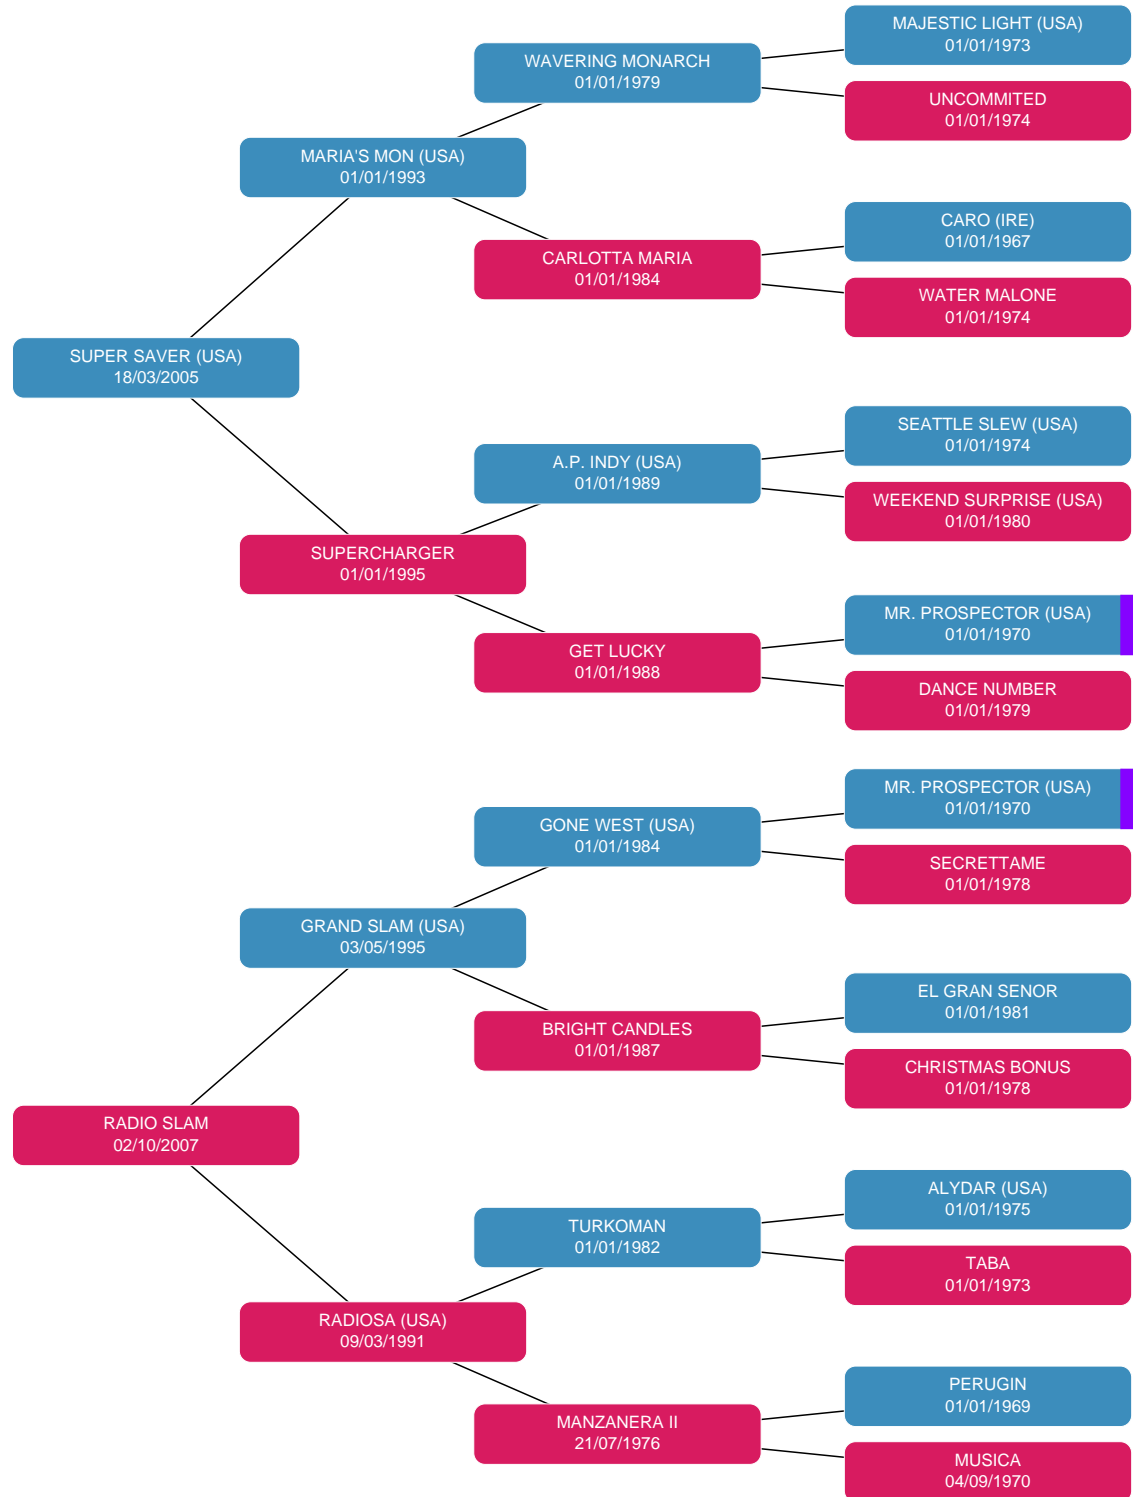 MAJESTIC LIGHT (USA)
01/01/1973
WAVERING MONARCH
01/01/1979
UNCOMMITED
01/01/1974
MARIA'S MON (USA)
01/01/1993
CARO (IRE)
01/01/1967
CARLOTTA MARIA
01/01/1984
WATER MALONE
01/01/1974
SUPER SAVER (USA)
18/03/2005
SEATTLE SLEW (USA)
01/01/1974
A.P. INDY (USA)
01/01/1989
WEEKEND SURPRISE (USA)
01/01/1980
SUPERCHARGER
01/01/1995
MR. PROSPECTOR (USA)
01/01/1970
GET LUCKY
01/01/1988
DANCE NUMBER
01/01/1979
MR. PROSPECTOR (USA)
01/01/1970
GONE WEST (USA)
01/01/1984
SECRETTAME
01/01/1978
GRAND SLAM (USA)
03/05/1995
EL GRAN SENOR
01/01/1981
BRIGHT CANDLES
01/01/1987
CHRISTMAS BONUS
01/01/1978
RADIO SLAM
02/10/2007
ALYDAR (USA)
01/01/1975
TURKOMAN
01/01/1982
TABA
01/01/1973
RADIOSA (USA)
09/03/1991
PERUGIN
01/01/1969
MANZANERA II
21/07/1976
MUSICA
04/09/1970